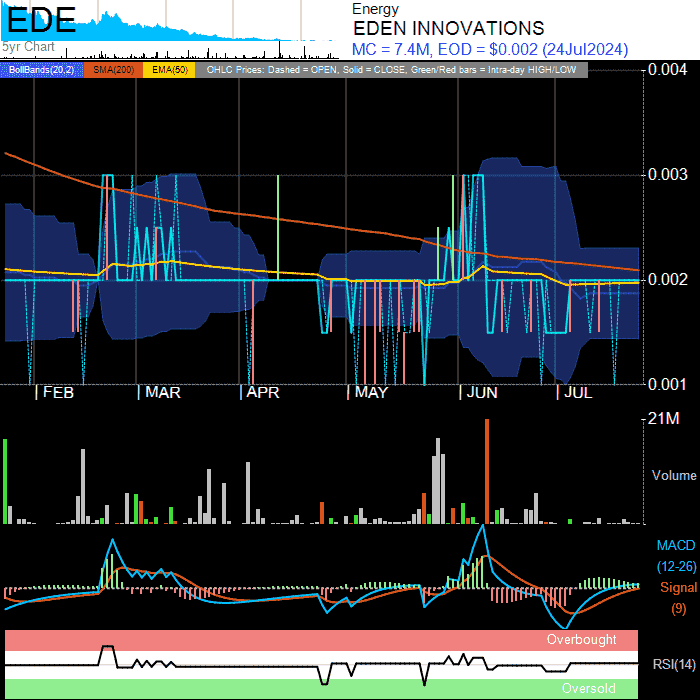 EDE
5yr Chart
Energy
EDEN INNOVATIONS
MC = 7.4M, EOD = $0.002 (24Jul2024)
BollBands(20,2) SMA(200) EMA(50) OHLC Prices: Dashed = OPEN, Solid = CLOSE, Green/Red bars = Intra-day HIGH/LOW
0.004
0.003
0.002
0.001
FEB MAR APR MAY JUN JUL
21M
Volume
MACD
(12-26)
Signal
(9)
Overbought
RSI(14)
Oversold